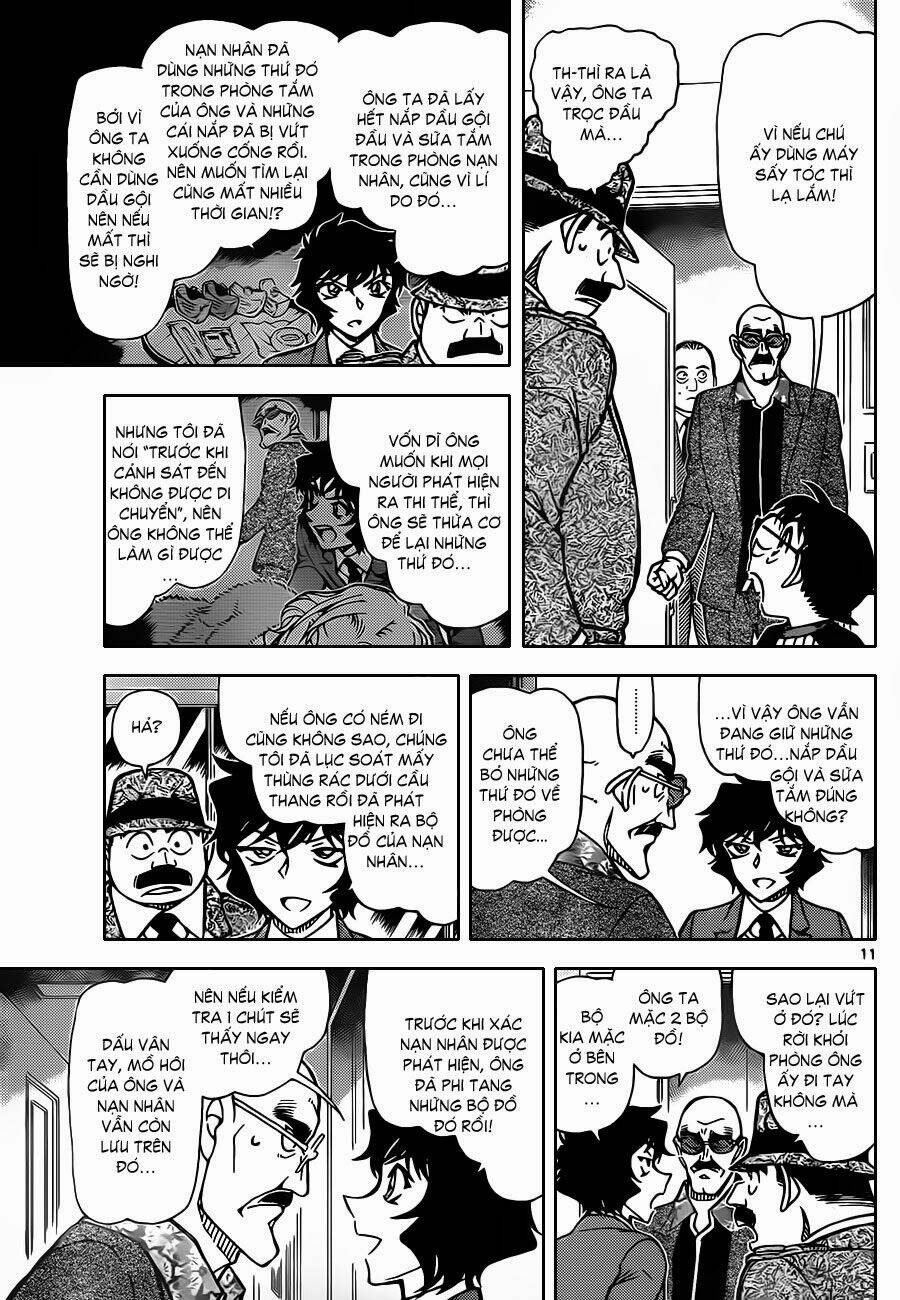 VÌ NẾU CHÚ
ẤY DÙNG MÁY
SẤY TÓC THÌ
LẠ LẮM!
TH-THÌ RA LÀ
VẬY, ÔNG TA
TRỌC ĐẦU
MÀ...
ÔNG TA ĐÃ LẤY
HẾT NẮP DẦU GỘI
ĐẦU VÀ SỮA TẮM
TRONG PHÒNG NẠN
NHÂN, CŨNG VÌ LÍ
DO ĐÓ...
NẠN NHÂN ĐÃ
DÙNG NHỮNG THỨ ĐÓ
TRONG PHÒNG TẮM
CỦA ÔNG VÀ NHỮNG
CÁI NẮP ĐÃ BỊ VỨT
XUỐNG CỐNG RỒI.
NÊN MUỐN TÌM LẠI
CŨNG MẤT NHIỀU
THỜI GIAN!?
BỞI VÌ
ÔNG TA
KHÔNG
CẦN DÙNG
DẦU GỘI
NÊN NẾU
MẤT THÌ
SẼ BỊ NGHI
NGỜ!
VỐN DĨ ÔNG
MUỐN KHI MỌI
NGƯỜI PHÁT HIỆN
RA THI THỂ, THÌ
ÔNG SẼ THỪA CƠ
ĐỂ LẠI NHỮNG
THỨ ĐÓ...
NHƯNG TÔI ĐÃ
NÓI "TRƯỚC KHI
CẢNH SÁT ĐẾN
KHÔNG ĐƯỢC DI
CHUYỂN", NÊN
ÔNG KHÔNG THỂ
LÀM GÌ ĐƯỢC
...
...VÌ VẬY ÔNG VẪN
ĐANG GIỮ NHỮNG
THỨ ĐÓ...NẮP DẦU
GỘI VÀ SỮA
TẮM ĐÚNG
KHÔNG?
........
ÔNG
CHƯA THỂ
BỎ NHỮNG
THỨ ĐÓ VỀ
PHÒNG
ĐƯỢC...
NẾU ÔNG CÓ NÉM ĐI
CŨNG KHÔNG SAO, CHÚNG
TÔI ĐÃ LỤC SOÁT MẤY
THÙNG RÁC DƯỚI CẦU
THANG RỒI ĐÃ PHÁT
HIỆN RA BỘ
ĐỒ CỦA NẠN
NHÂN...
HẢ?
11
SAO LẠI VỨT
Ở ĐÓ? LÚC
RỜI KHỎI
PHÒNG ÔNG
ẤY ĐI TAY
KHÔNG MÀ
...
ÔNG TA
MẶC 2 BỘ
ĐỒ!
BỘ
KIA MẶC Ở
BÊN TRONG
...
TRƯỚC KHI XÁC
NẠN NHÂN ĐƯỢC
PHÁT HIỆN, ÔNG
ĐÃ PHI TANG
NHỮNG BỘ ĐỒ
ĐÓ RỒI!
NÊN NẾU KIỂM
TRA 1 CHÚT SẼ
THẤY NGAY
THÔI...
DẤU VÂN
TAY, MỒ HÔI
CỦA ÔNG VÀ
NẠN NHÂN
VẪN CÒN
LƯU TRÊN
ĐÓ...